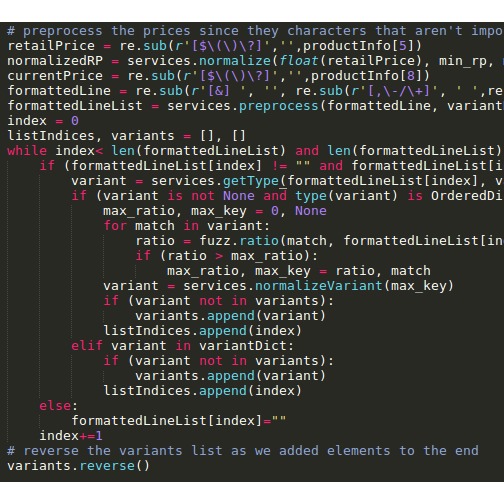 # preprocess the prices since they characters that aren't impo
retailPrice = re.sub(r'[$\(\)\?]','',productInfo[5])
normalizedRP = services.normalize(float(retailPrice), min_rp,
currentPrice = re.sub(r'[$\(\)\?]','',productInfo[8])
formattedLine = re.sub(r'[&] ', '', re.sub(r'[,\-/\+]', ' ',re
formattedLineList = services.preprocess(formattedLine, variant
index = 0
listIndices, variants = [], []
while index< len(formattedLineList) and len(formattedLineList)
if (formattedLineList[index] != "" and formattedLineList[i
variant = services.getType(formattedLineList[index], v
if (variant is not None and type(variant) is OrderedDi
max_ratio, max_key = 0, None
for match in variant:
ratio = fuzz.ratio(match, formattedLineList[in
if (ratio > max_ratio):
max_ratio, max_key = ratio, match
variant = services.normalizeVariant(max_key)
if (variant not in variants):
variants.append(variant)
listIndices.append(index)
elif variant in variantDict:
if (variant not in variants):
variants.append(variant)
listIndices.append(index)
else:
formattedLineList[index]=""
index+=1
# reverse the variants list as we added elements to the end
variants.reverse()